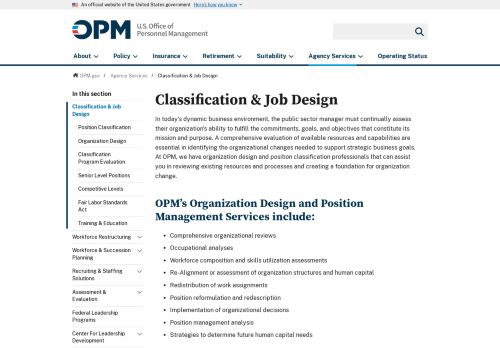 An official website of the United States government Here's how you know
OPM U.S. Office of
Personnel Management
About Policy Insurance Retirement Suitability Agency Services Operating Status
OPM.gov / Agency Services / Classification & Job Design
In this section
Classification & Job
Design
Position Classification
Organization Design
Classification
Program Evaluation
Senior Level Positions
Competitive Levels
Fair Labor Standards
Act
Training & Education
Workforce Restructuring
Workforce & Succession
Planning
Recruiting & Staffing
Solutions
Assessment &
Evaluation
Federal Leadership
Programs
Center For Leadership
Development
Classification & Job Design
In today's dynamic business environment, the public sector manager must continually assess
their organization's ability to fulfill the commitments, goals, and objectives that constitute its
mission and purpose. A comprehensive evaluation of available resources and capabilities are
essential in identifying the organizational changes needed to support strategic business goals.
At OPM, we have organization design and position classification professionals that can assist
you in reviewing existing resources and processes and creating a foundation for organization
change.
OPM's Organization Design and Position
Management Services include:
Comprehensive organizational reviews
Occupational analyses
Workforce composition and skills utilization assessments
Re-Alignment or assessment of organization structures and human capital
Redistribution of work assignments
Position reformulation and redescription
Implementation of organizational decisions
Position management analysis
Strategies to determine future human capital needs